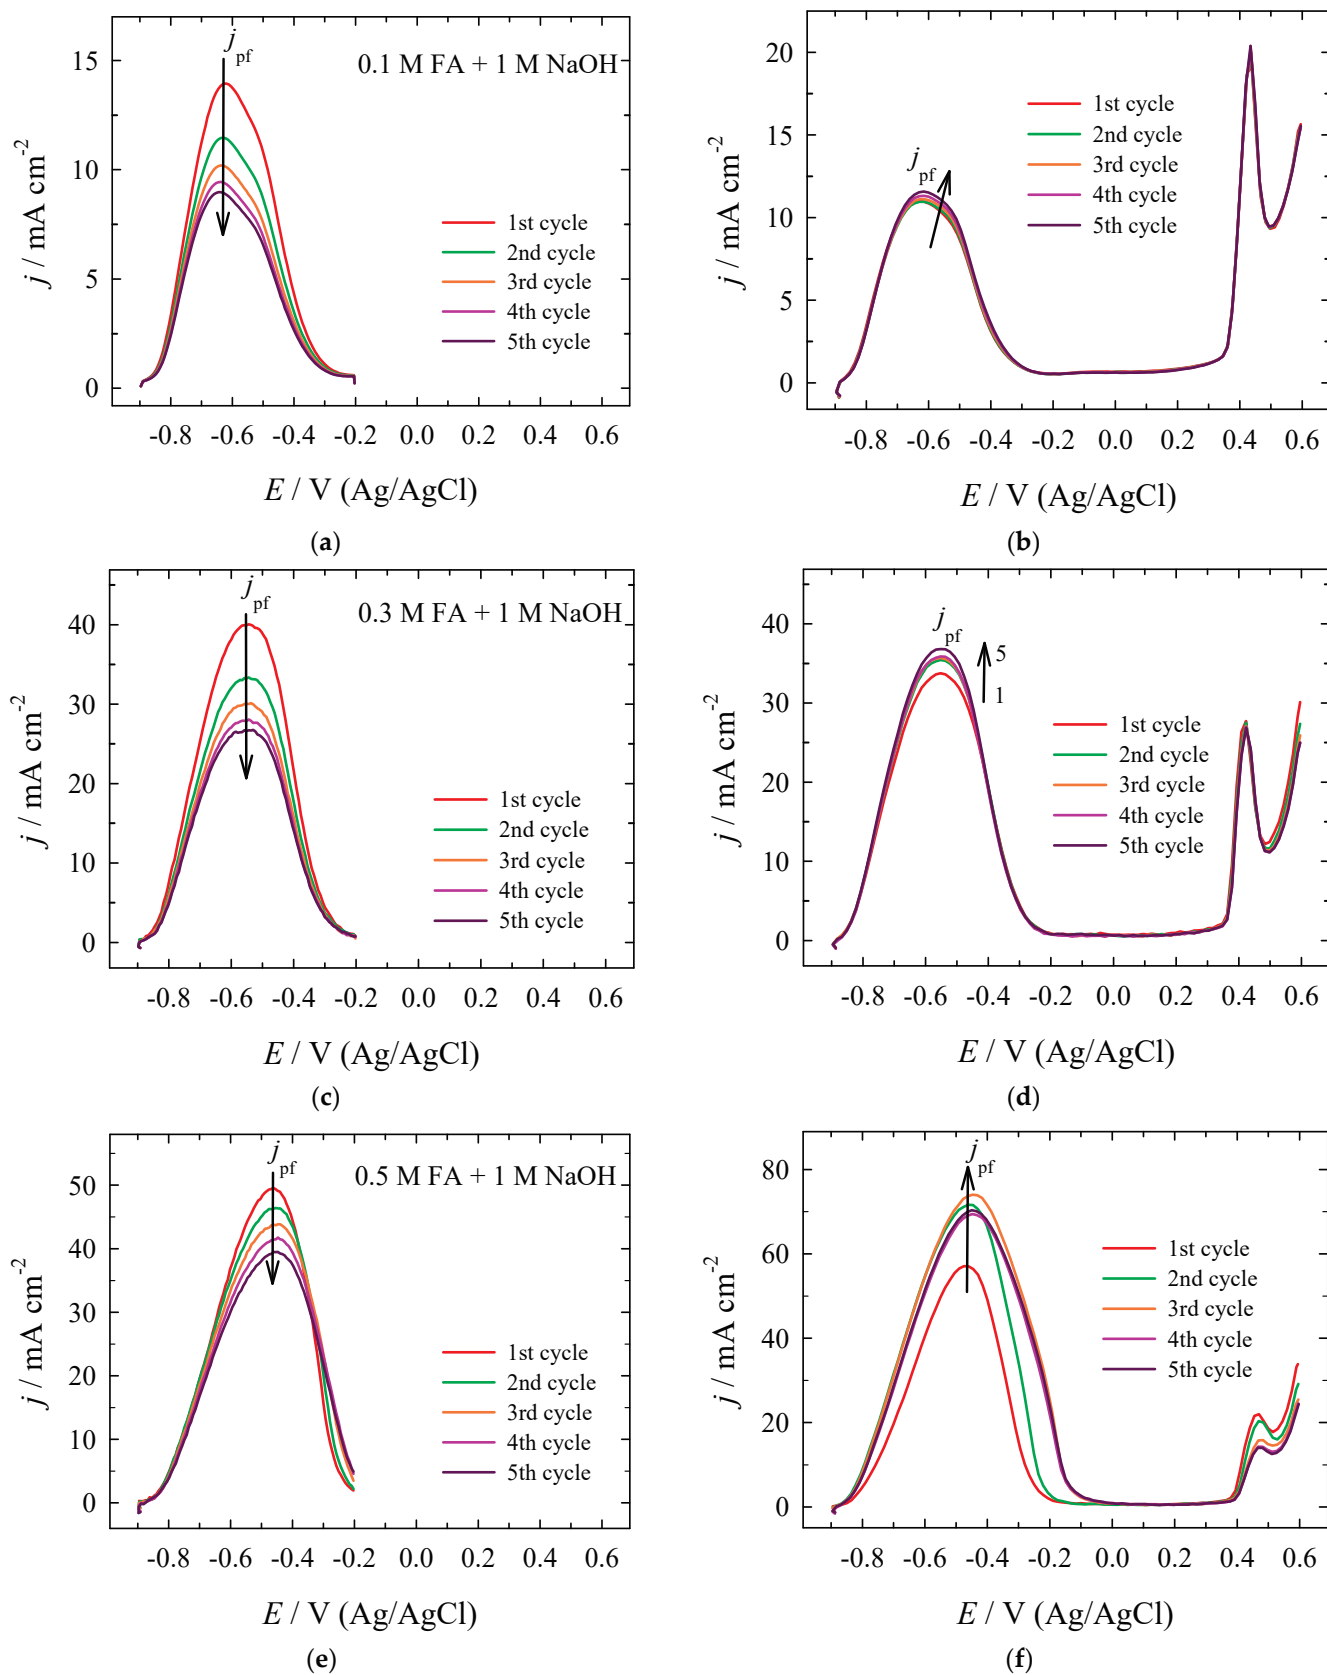 j pf
0.1 M FA + 1 M NaOH
15
10
5
0
j / mA cm-2
1st cycle
2nd cycle
3rd cycle
4th cycle
5th cycle
-0.8 -0.6 -0.4 -0.2 0.0 0.2 0.4 0.6
E / V (Ag/AgCl)
(a)
20
15
10
5
0
j / mA cm-2
j pf
1st cycle
2nd cycle
3rd cycle
4th cycle
5th cycle
-0.8 -0.6 -0.4 -0.2 0.0 0.2 0.4 0.6
E / V (Ag/AgCl)
(b)
j pf
0.3 M FA + 1 M NaOH
40
30
20
10
0
j / mA cm-2
1st cycle
2nd cycle
3rd cycle
4th cycle
5th cycle
-0.8 -0.6 -0.4 -0.2 0.0 0.2 0.4 0.6
E / V (Ag/AgCl)
(c)
40
30
20
10
0
j / mA cm-2
j pf
5
1
1st cycle
2nd cycle
3rd cycle
4th cycle
5th cycle
-0.8 -0.6 -0.4 -0.2 0.0 0.2 0.4 0.6
E / V (Ag/AgCl)
(d)
j pf
0.5 M FA + 1 M NaOH
50
40
30
20
10
0
j / mA cm-2
1st cycle
2nd cycle
3rd cycle
4th cycle
5th cycle
-0.8 -0.6 -0.4 -0.2 0.0 0.2 0.4 0.6
E / V (Ag/AgCl)
(e)
80
60
40
20
0
j / mA cm-2
j pf
1st cycle
2nd cycle
3rd cycle
4th cycle
5th cycle
-0.8 -0.6 -0.4 -0.2 0.0 0.2 0.4 0.6
E / V (Ag/AgCl)
(f)